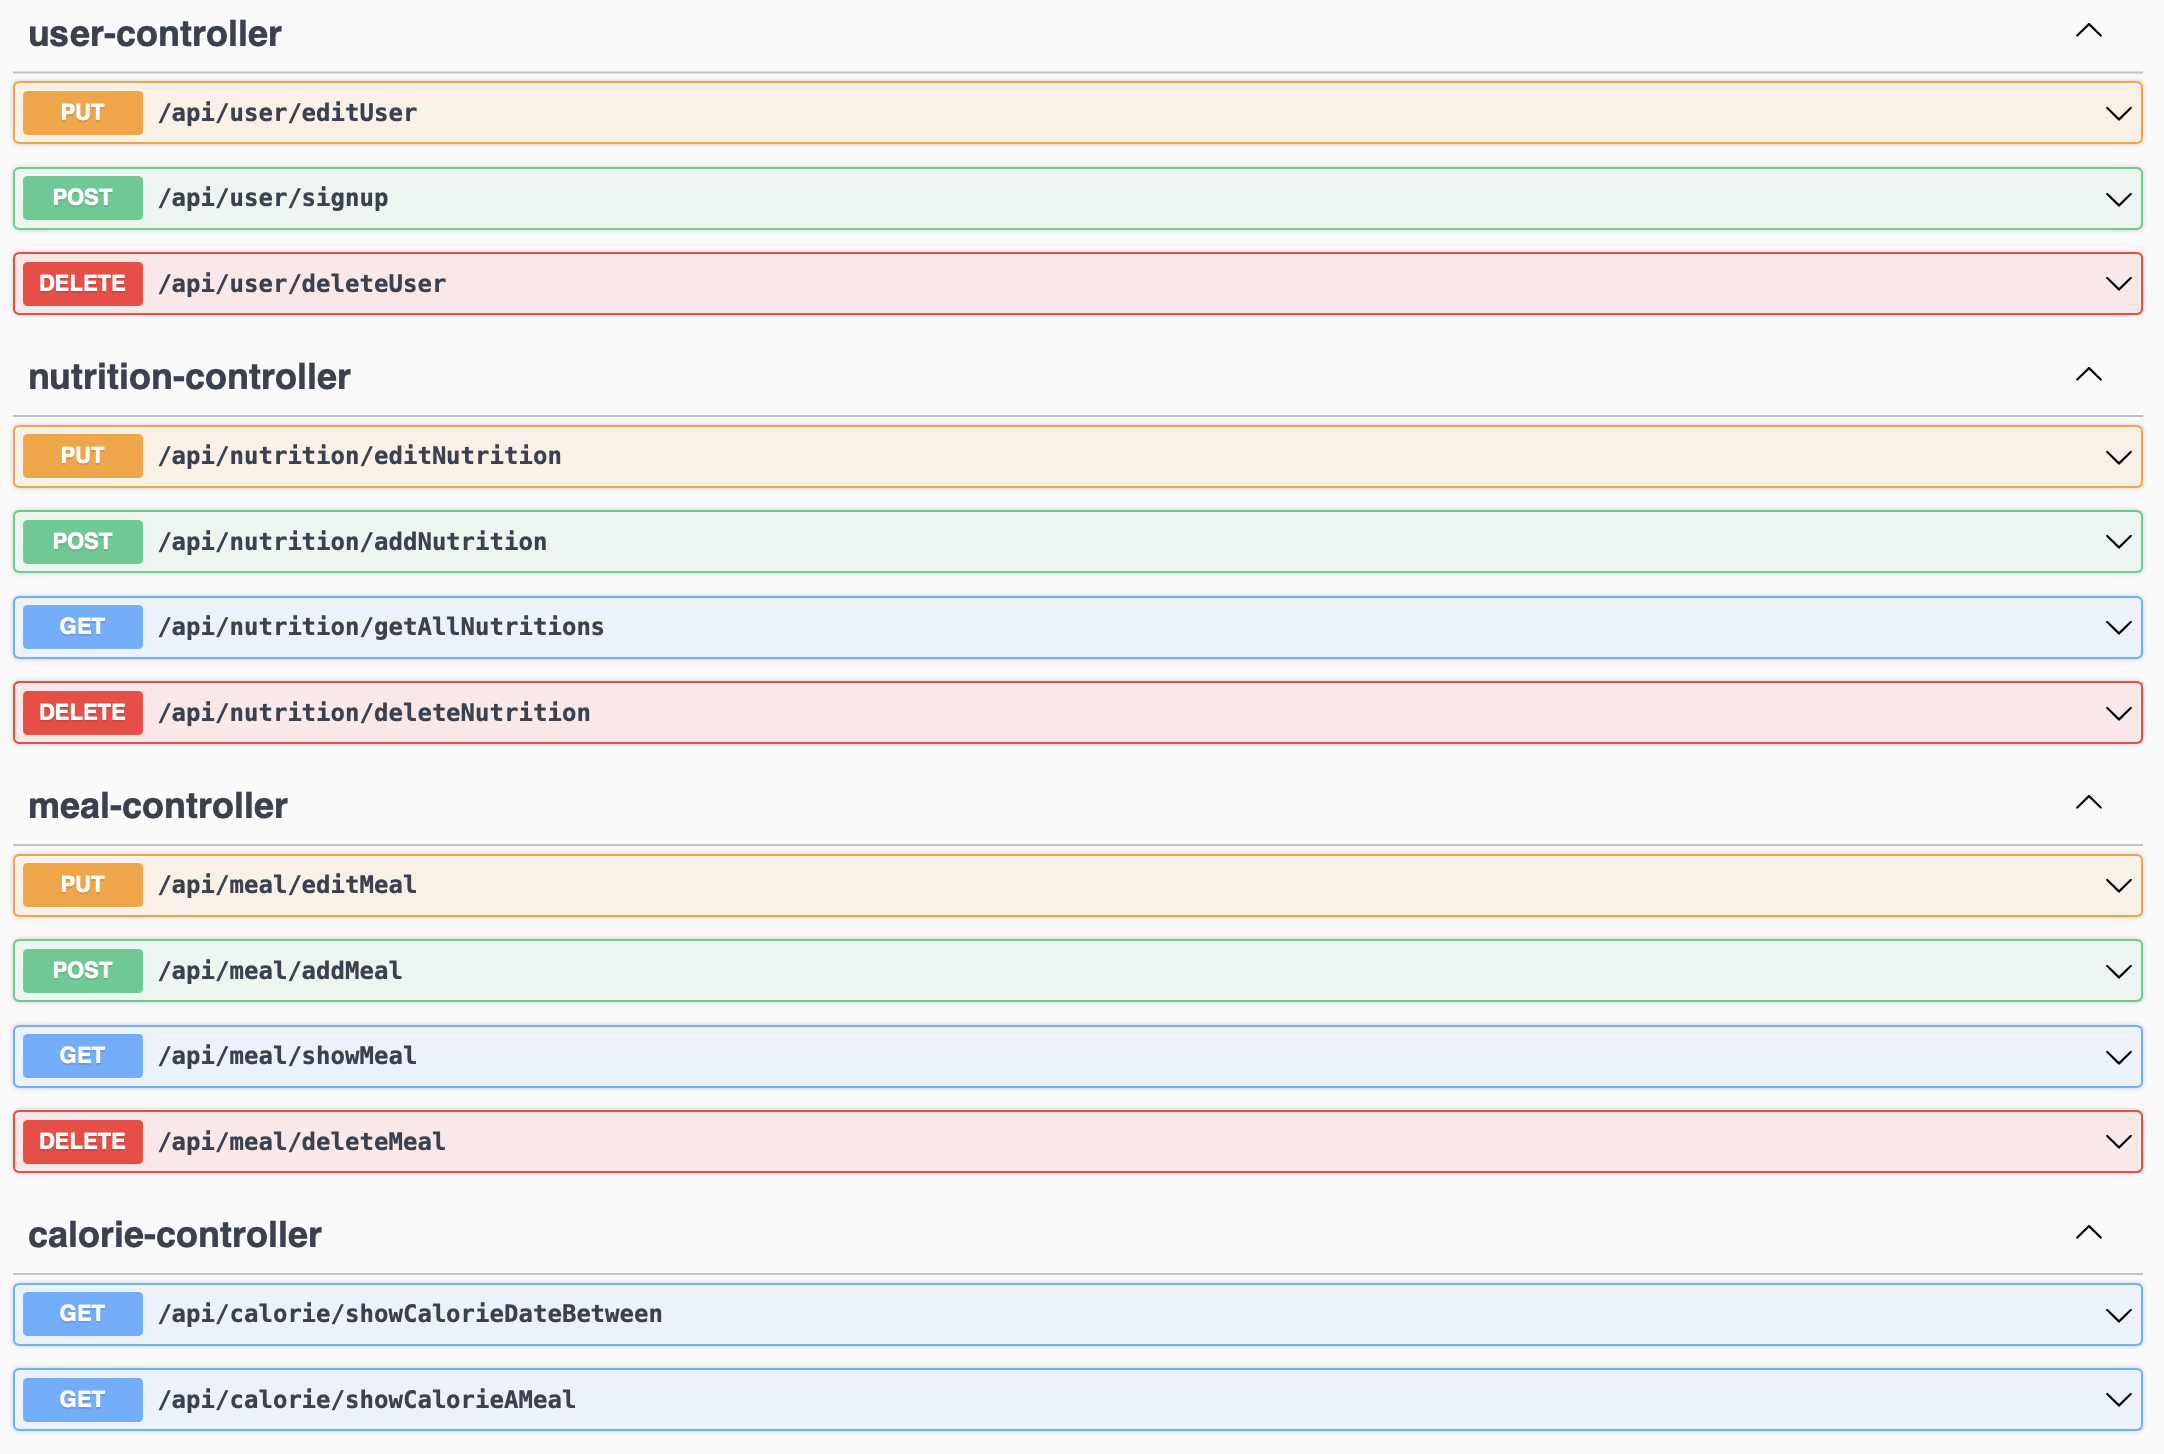 user-controller
PUT /api/user/editUser
POST /api/user/signup
DELETE /api/user/deleteUser
nutrition-controller
PUT /api/nutrition/editNutrition
POST /api/nutrition/addNutrition
GET /api/nutrition/getAllNutritions
DELETE /api/nutrition/deleteNutrition
meal-controller
PUT /api/meal/editMeal
POST /api/meal/addMeal
GET /api/meal/showMeal
DELETE /api/meal/deleteMeal
calorie-controller
GET /api/calorie/showCalorieDateBetween
GET /api/calorie/showCalorieAMeal